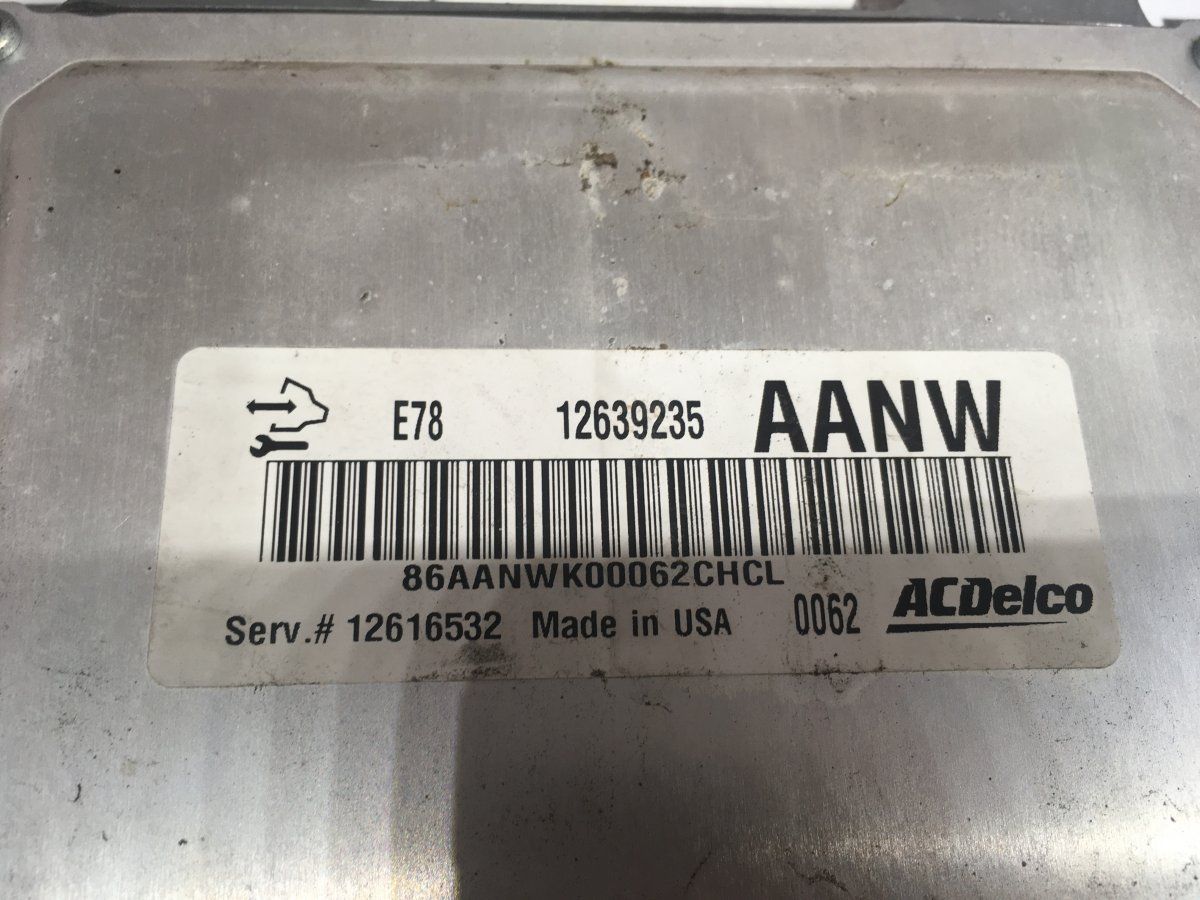 E78 12639235 AANW
86AANWK00062CHCL
Serv.# 12616532 Made in USA 0062 ACDelco